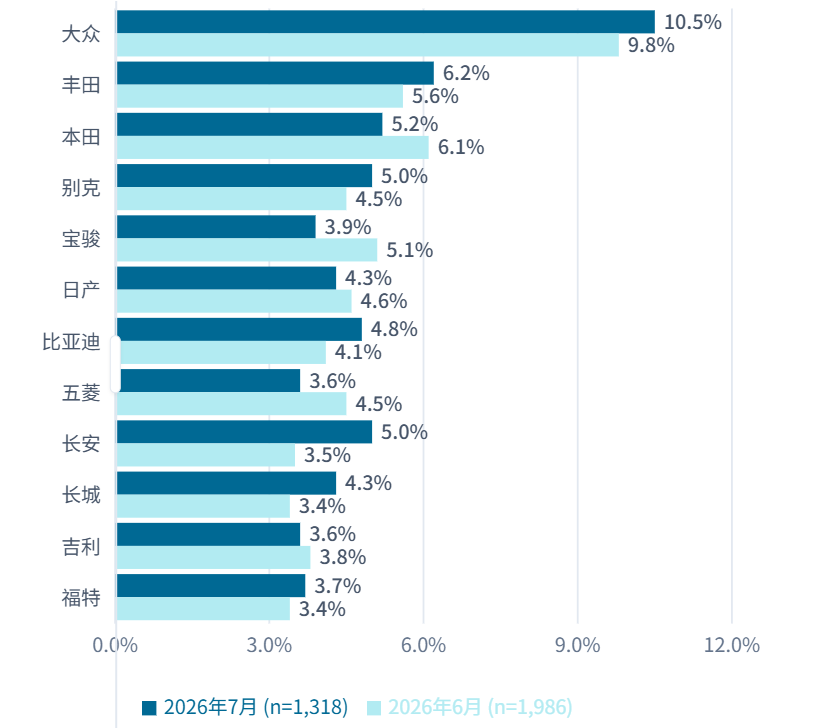 大众 10.5%
9.8%
丰田 6.2%
5.6%
本田 5.2%
6.1%
别克 5.0%
4.5%
宝骏 3.9%
5.1%
日产 4.3%
4.6%
比亚迪 4.8%
4.1%
五菱 3.6%
4.5%
长安 5.0%
3.5%
长城 4.3%
3.4%
吉利 3.6%
3.8%
福特 3.7%
3.4%
0.0% 3.0% 6.0% 9.0% 12.0%
2026年7月 (n=1,318) 2026年6月 (n=1,986)